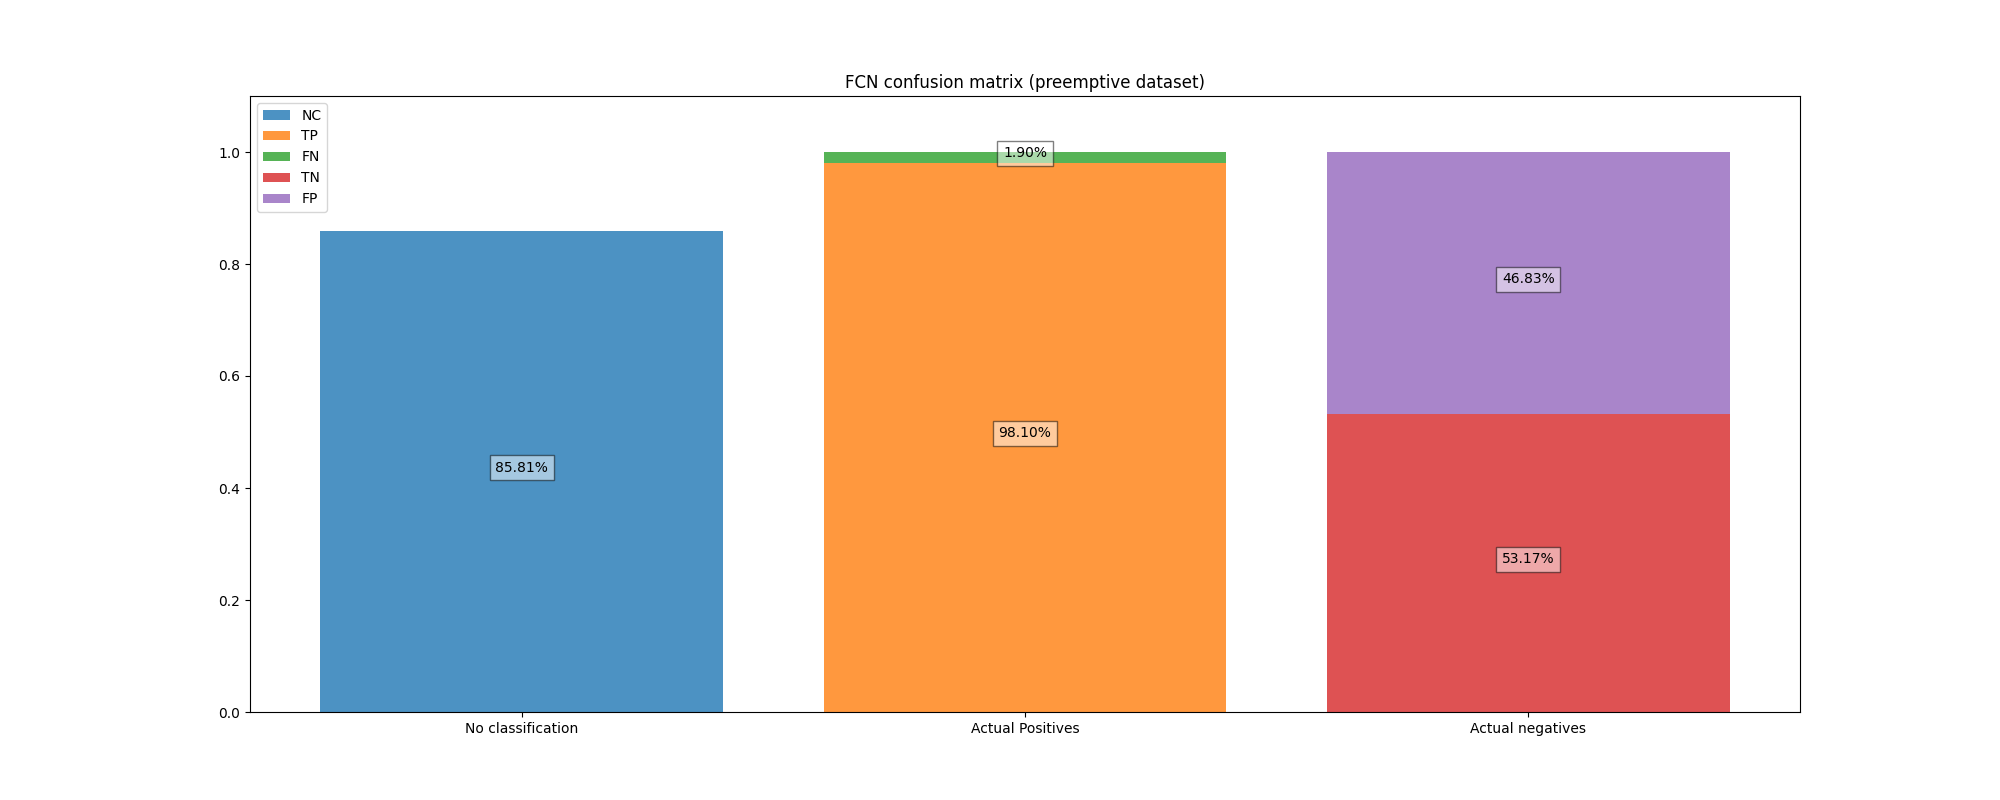 FCN confusion matrix (preemptive dataset)
NC
TP
FN
TN
FP
1.0
0.8
0.6
0.4
0.2
0.0
1.90%
46.83%
98.10%
85.81%
53.17%
No classification
Actual Positives
Actual negatives